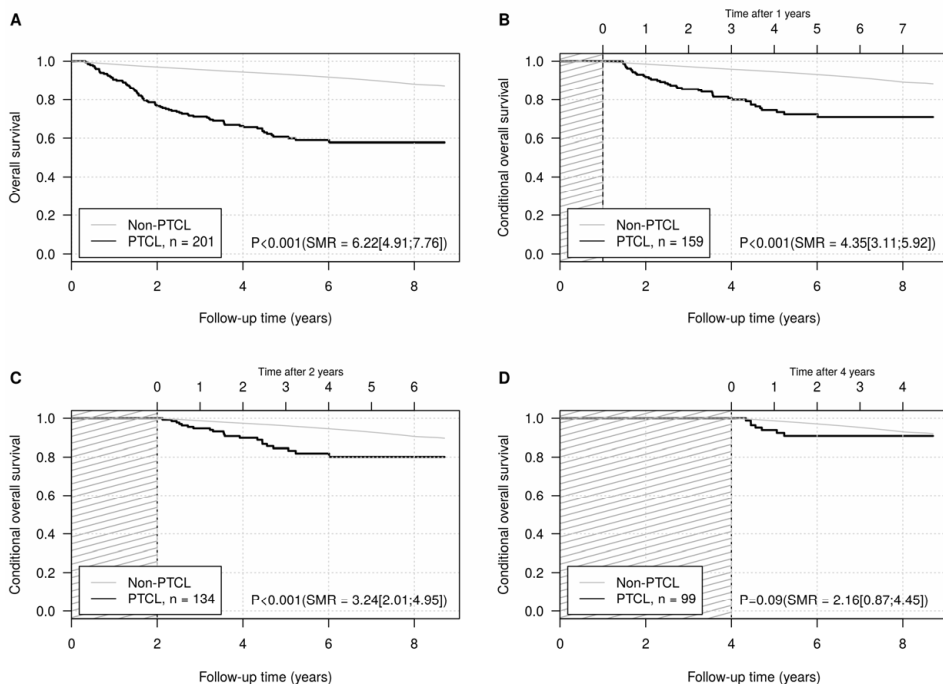 A
Overall survival
1.0
0.8
0.6
0.4
0.2
0.0
Non-PTCL
PTCL, n = 201
P<0.001(SMR = 6.22[4.91;7.76])
0 2 4 6 8
Follow-up time (years)
B
Time after 1 years
0 1 2 3 4 5 6 7
Conditional overall survival
1.0
0.8
0.6
0.4
0.2
0.0
Non-PTCL
PTCL, n = 159
P<0.001(SMR = 4.35[3.11;5.92])
0 2 4 6 8
Follow-up time (years)
C
Time after 2 years
0 1 2 3 4 5 6
Conditional overall survival
1.0
0.8
0.6
0.4
0.2
0.0
Non-PTCL
PTCL, n = 134
P<0.001(SMR = 3.24[2.01;4.95])
0 2 4 6 8
Follow-up time (years)
D
Time after 4 years
0 1 2 3 4
Conditional overall survival
1.0
0.8
0.6
0.4
0.2
0.0
Non-PTCL
PTCL, n = 99
P=0.09(SMR = 2.16[0.87;4.45])
0 2 4 6 8
Follow-up time (years)